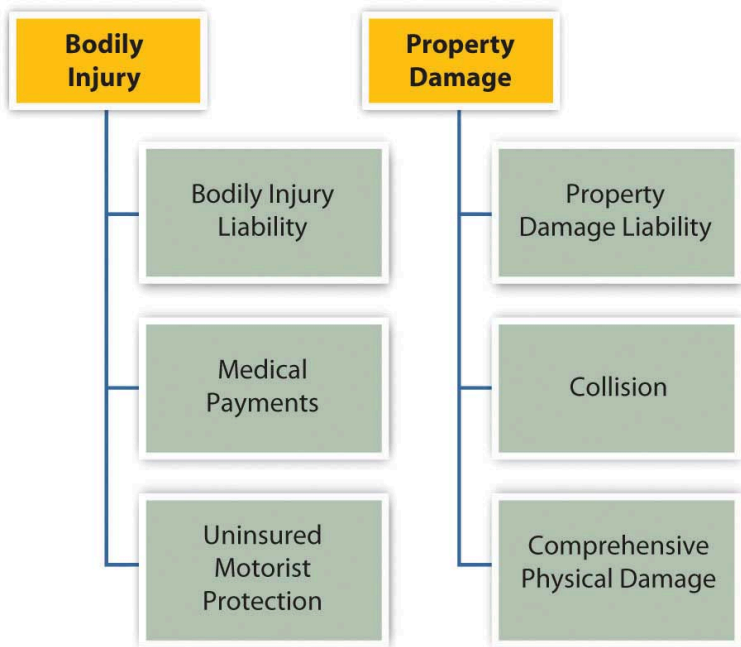 Bodily
Injury
Bodily Injury
Liability
Medical
Payments
Uninsured
Motorist
Protection
Property
Damage
Property
Damage Liability
Collision
Comprehensive
Physical Damage